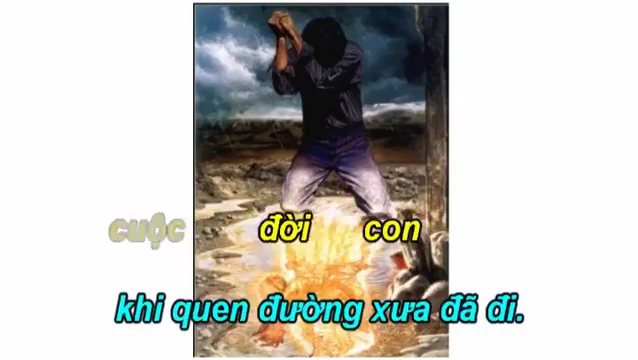 cuộc đời con
khi quen đường xưa đã đi.